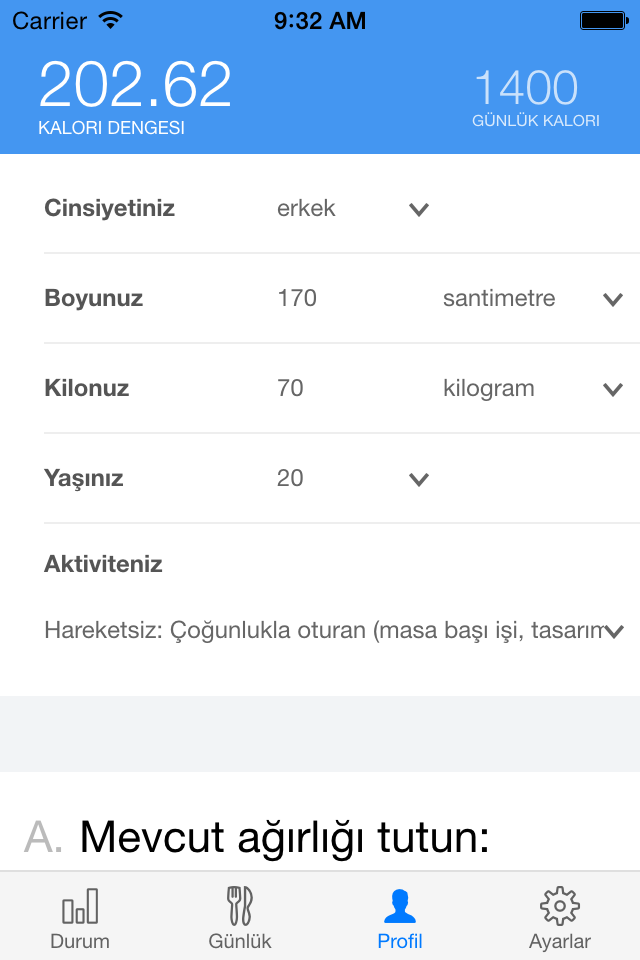 Carrier 9:32 AM
202.62 1400
KALORI DENGESI GÜNLÜK KALORI
Cinsiyetiniz erkek
Boyunuz 170 santimetre
Kilonuz 70 kilogram
Yaşınız 20
Aktiviteniz
Hareketsiz: Çoğunlukla oturan (masa başı işi, tasarım
A. Mevcut ağırlığı tutun:
Durum Günlük Profil Ayarlar